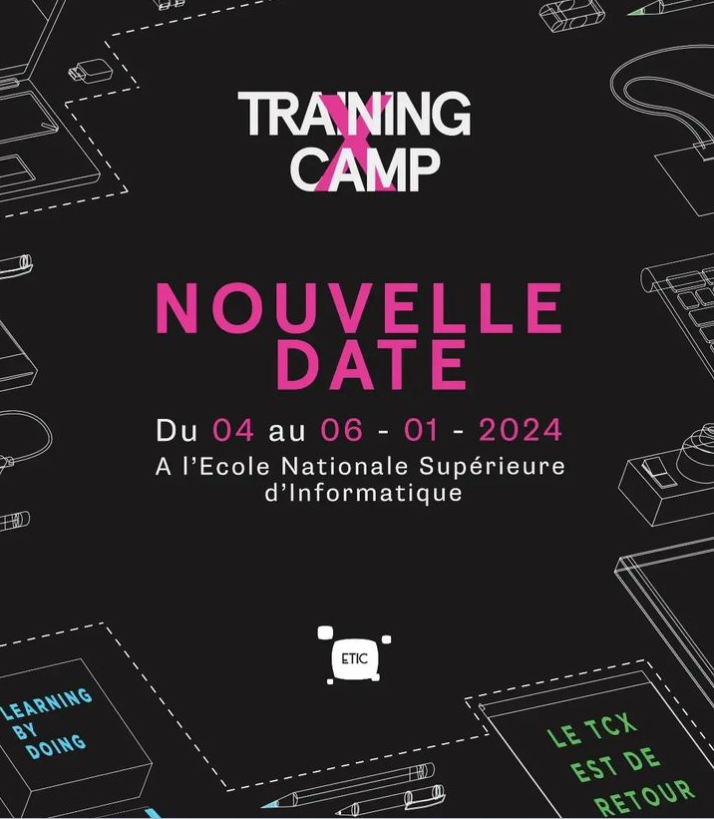 TRAINING
X
CAMP
NOUVELLE
DATE
Du 04 au 06 - 01 - 2024
A l’Ecole Nationale Supérieure
d’Informatique
ETIC
LEARNING
BY
DOING
LE TCX
EST DE
RETOUR